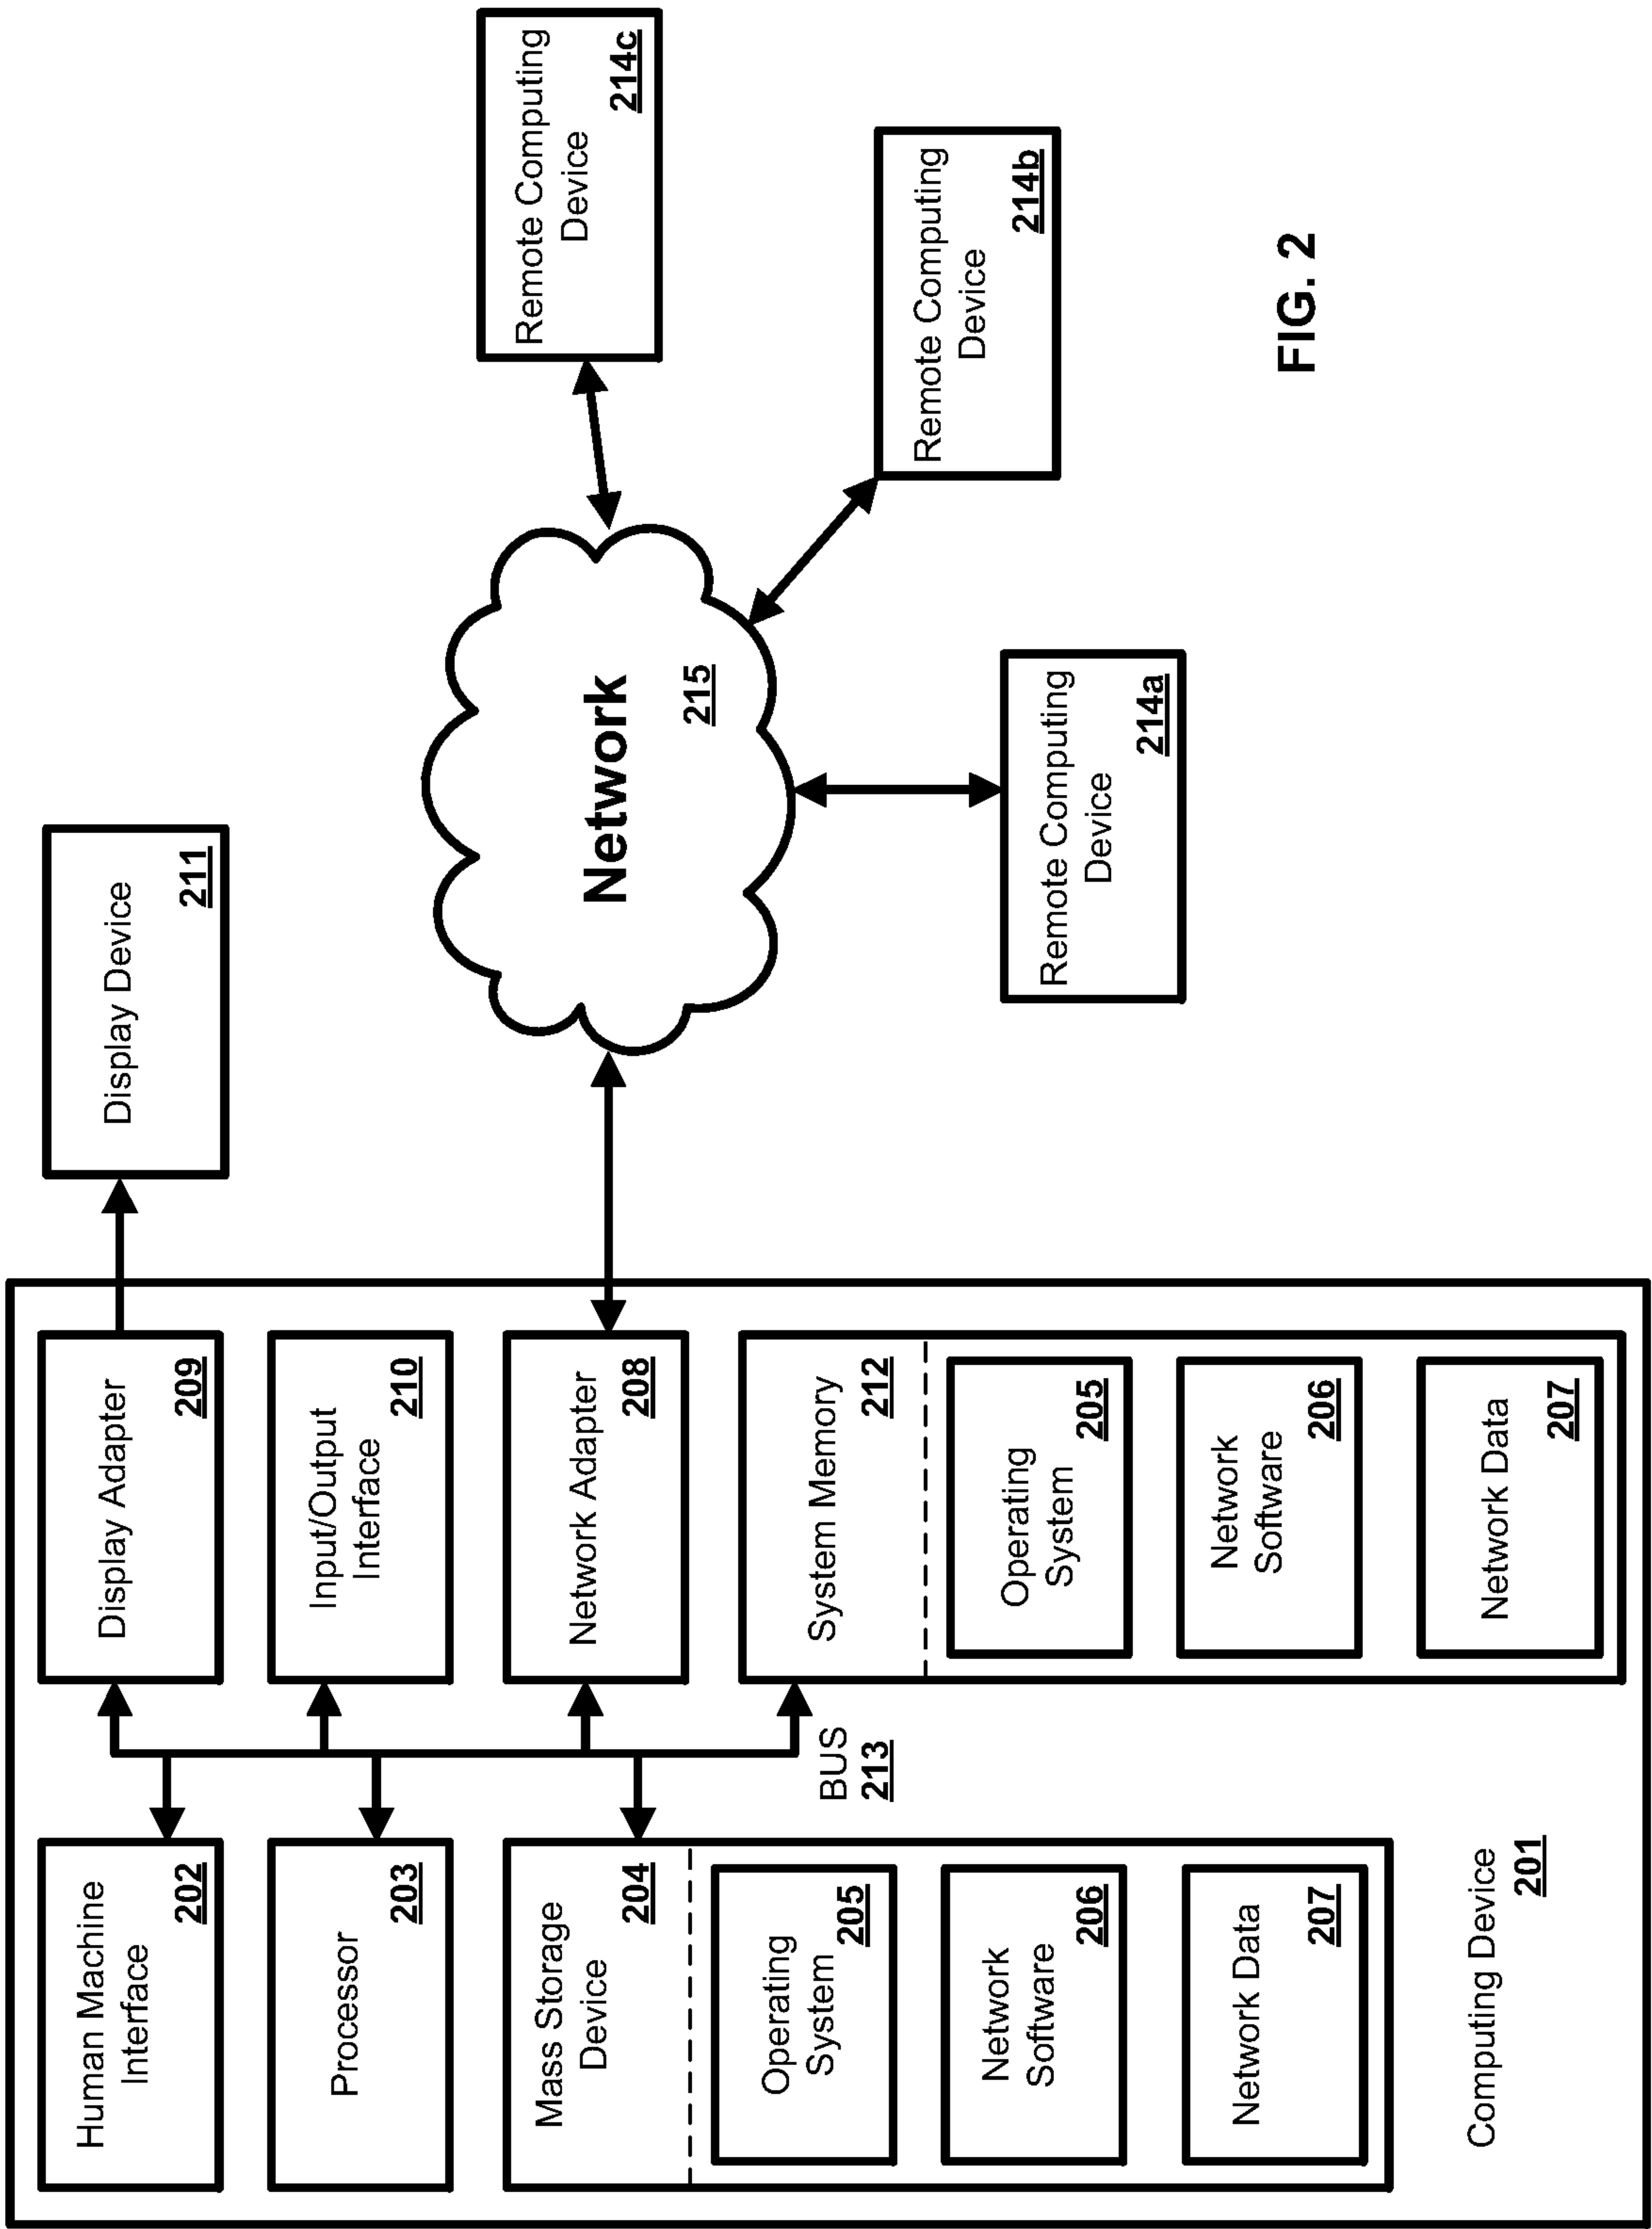 Human Machine
Interface
202
Processor
203
Mass Storage
Device
204
Operating
System
205
Network
Software
206
Network Data
207
Computing Device
201
BUS
213
Display Adapter
209
Input/Output
Interface
210
Network Adapter
208
System Memory
212
Operating
System
205
Network
Software
206
Network Data
207
Display Device
211
Network
215
Remote Computing
Device
214a
Remote Computing
Device
214b
Remote Computing
Device
214c
FIG. 2